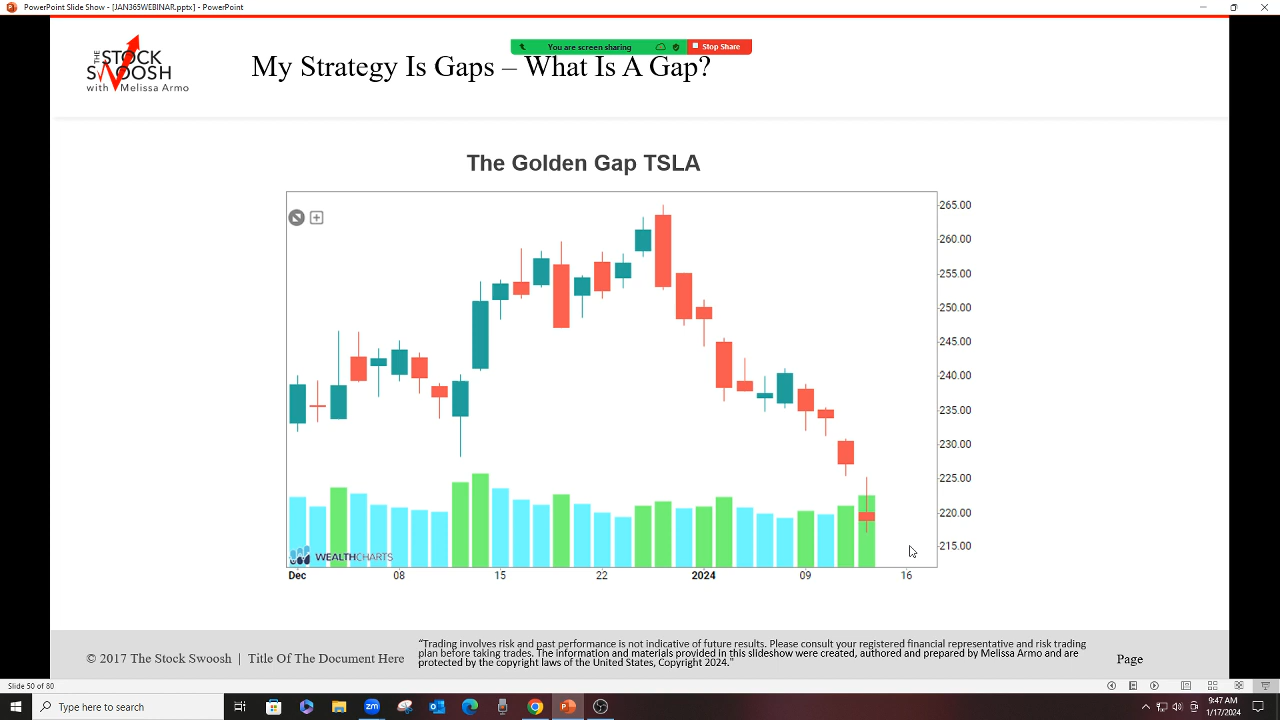 PowerPoint Slide Show - [JAN365WEBINAR.pptx] - PowerPoint
You are screen sharing
Stop Share
THE STOCK
SWOOSH
with Melissa Armo
My Strategy Is Gaps – What Is A Gap?
The Golden Gap TSLA
265.00
260.00
255.00
250.00
245.00
240.00
235.00
230.00
225.00
220.00
215.00
WEALTHCHARTS
Dec 08 15 22 2024 09 16
© 2017 The Stock Swoosh | Title Of The Document Here
“Trading involves risk and past performance is not indicative of future results. Please consult your registered financial representative and risk trading
plan before taking trades. The information and materials provided in this slideshow were created, authored and prepared by Melissa Armo and are
protected by the copyright laws of the United States, Copyright 2024."
Page
Slide 50 of 80
Type here to search
9:47 AM
1/17/2024